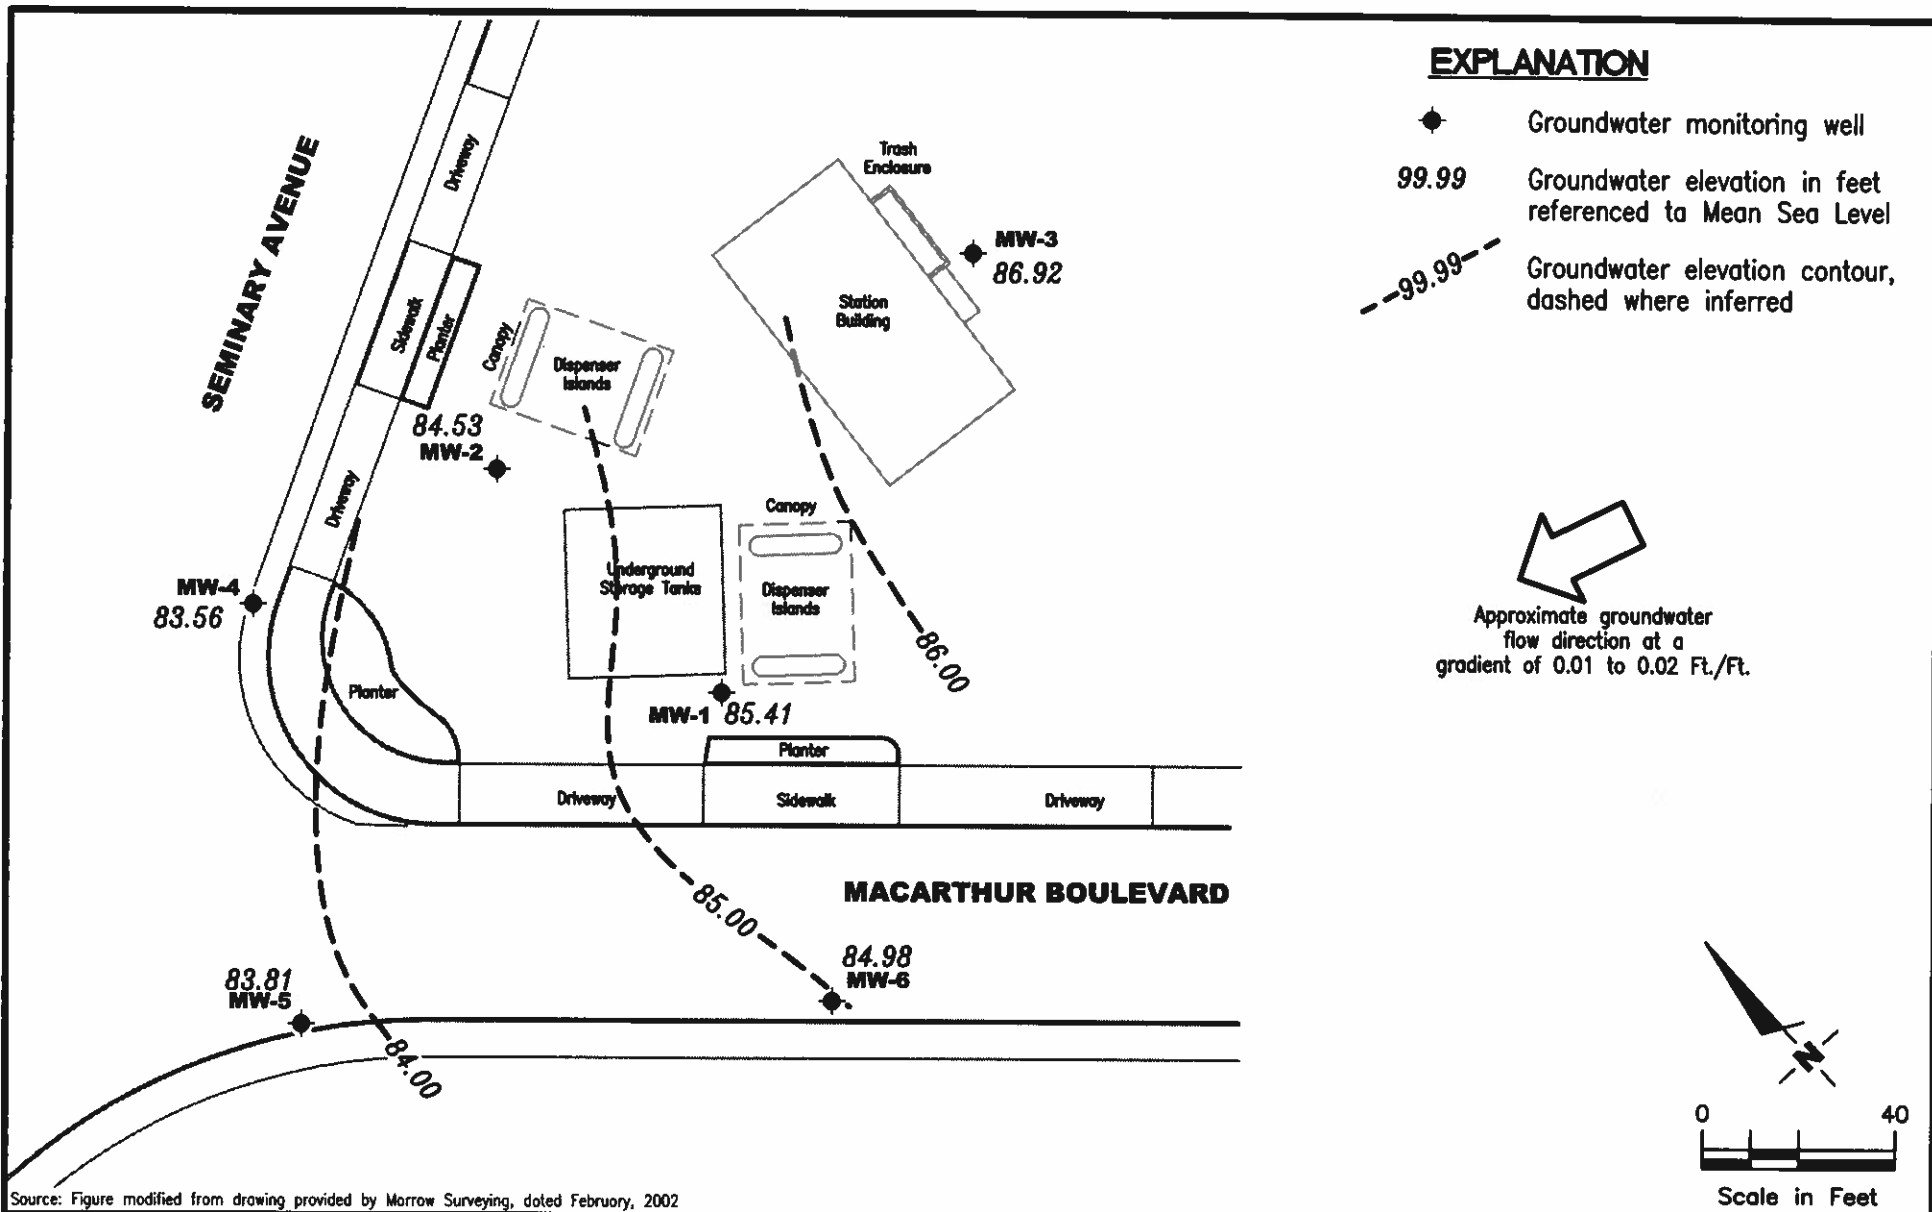 EXPLANATION
Groundwater monitoring well
99.99
Groundwater elevation in feet
referenced to Mean Sea Level
99.99
Groundwater elevation contour,
dashed where inferred
SEMINARY AVENUE
Driveway
Sidewalk
Planter
Canopy
Dispenser
Islands
Trash
Enclosure
MW-3
86.92
Station
Building
84.53
MW-2
Driveway
MW-4
83.56
Planter
Underground
Storage Tanks
Canopy
Dispenser
Islands
86.00
MW-1
85.41
Planter
Driveway
Sidewalk
Driveway
MACARTHUR BOULEVARD
85.00
84.98
MW-6
83.81
MW-5
84.00
Approximate groundwater
flow direction at a
gradient of 0.01 to 0.02 Ft./Ft.
N
0
40
Scale in Feet
Source: Figure modified from drawing provided by Morrow Surveying, dated February, 2002